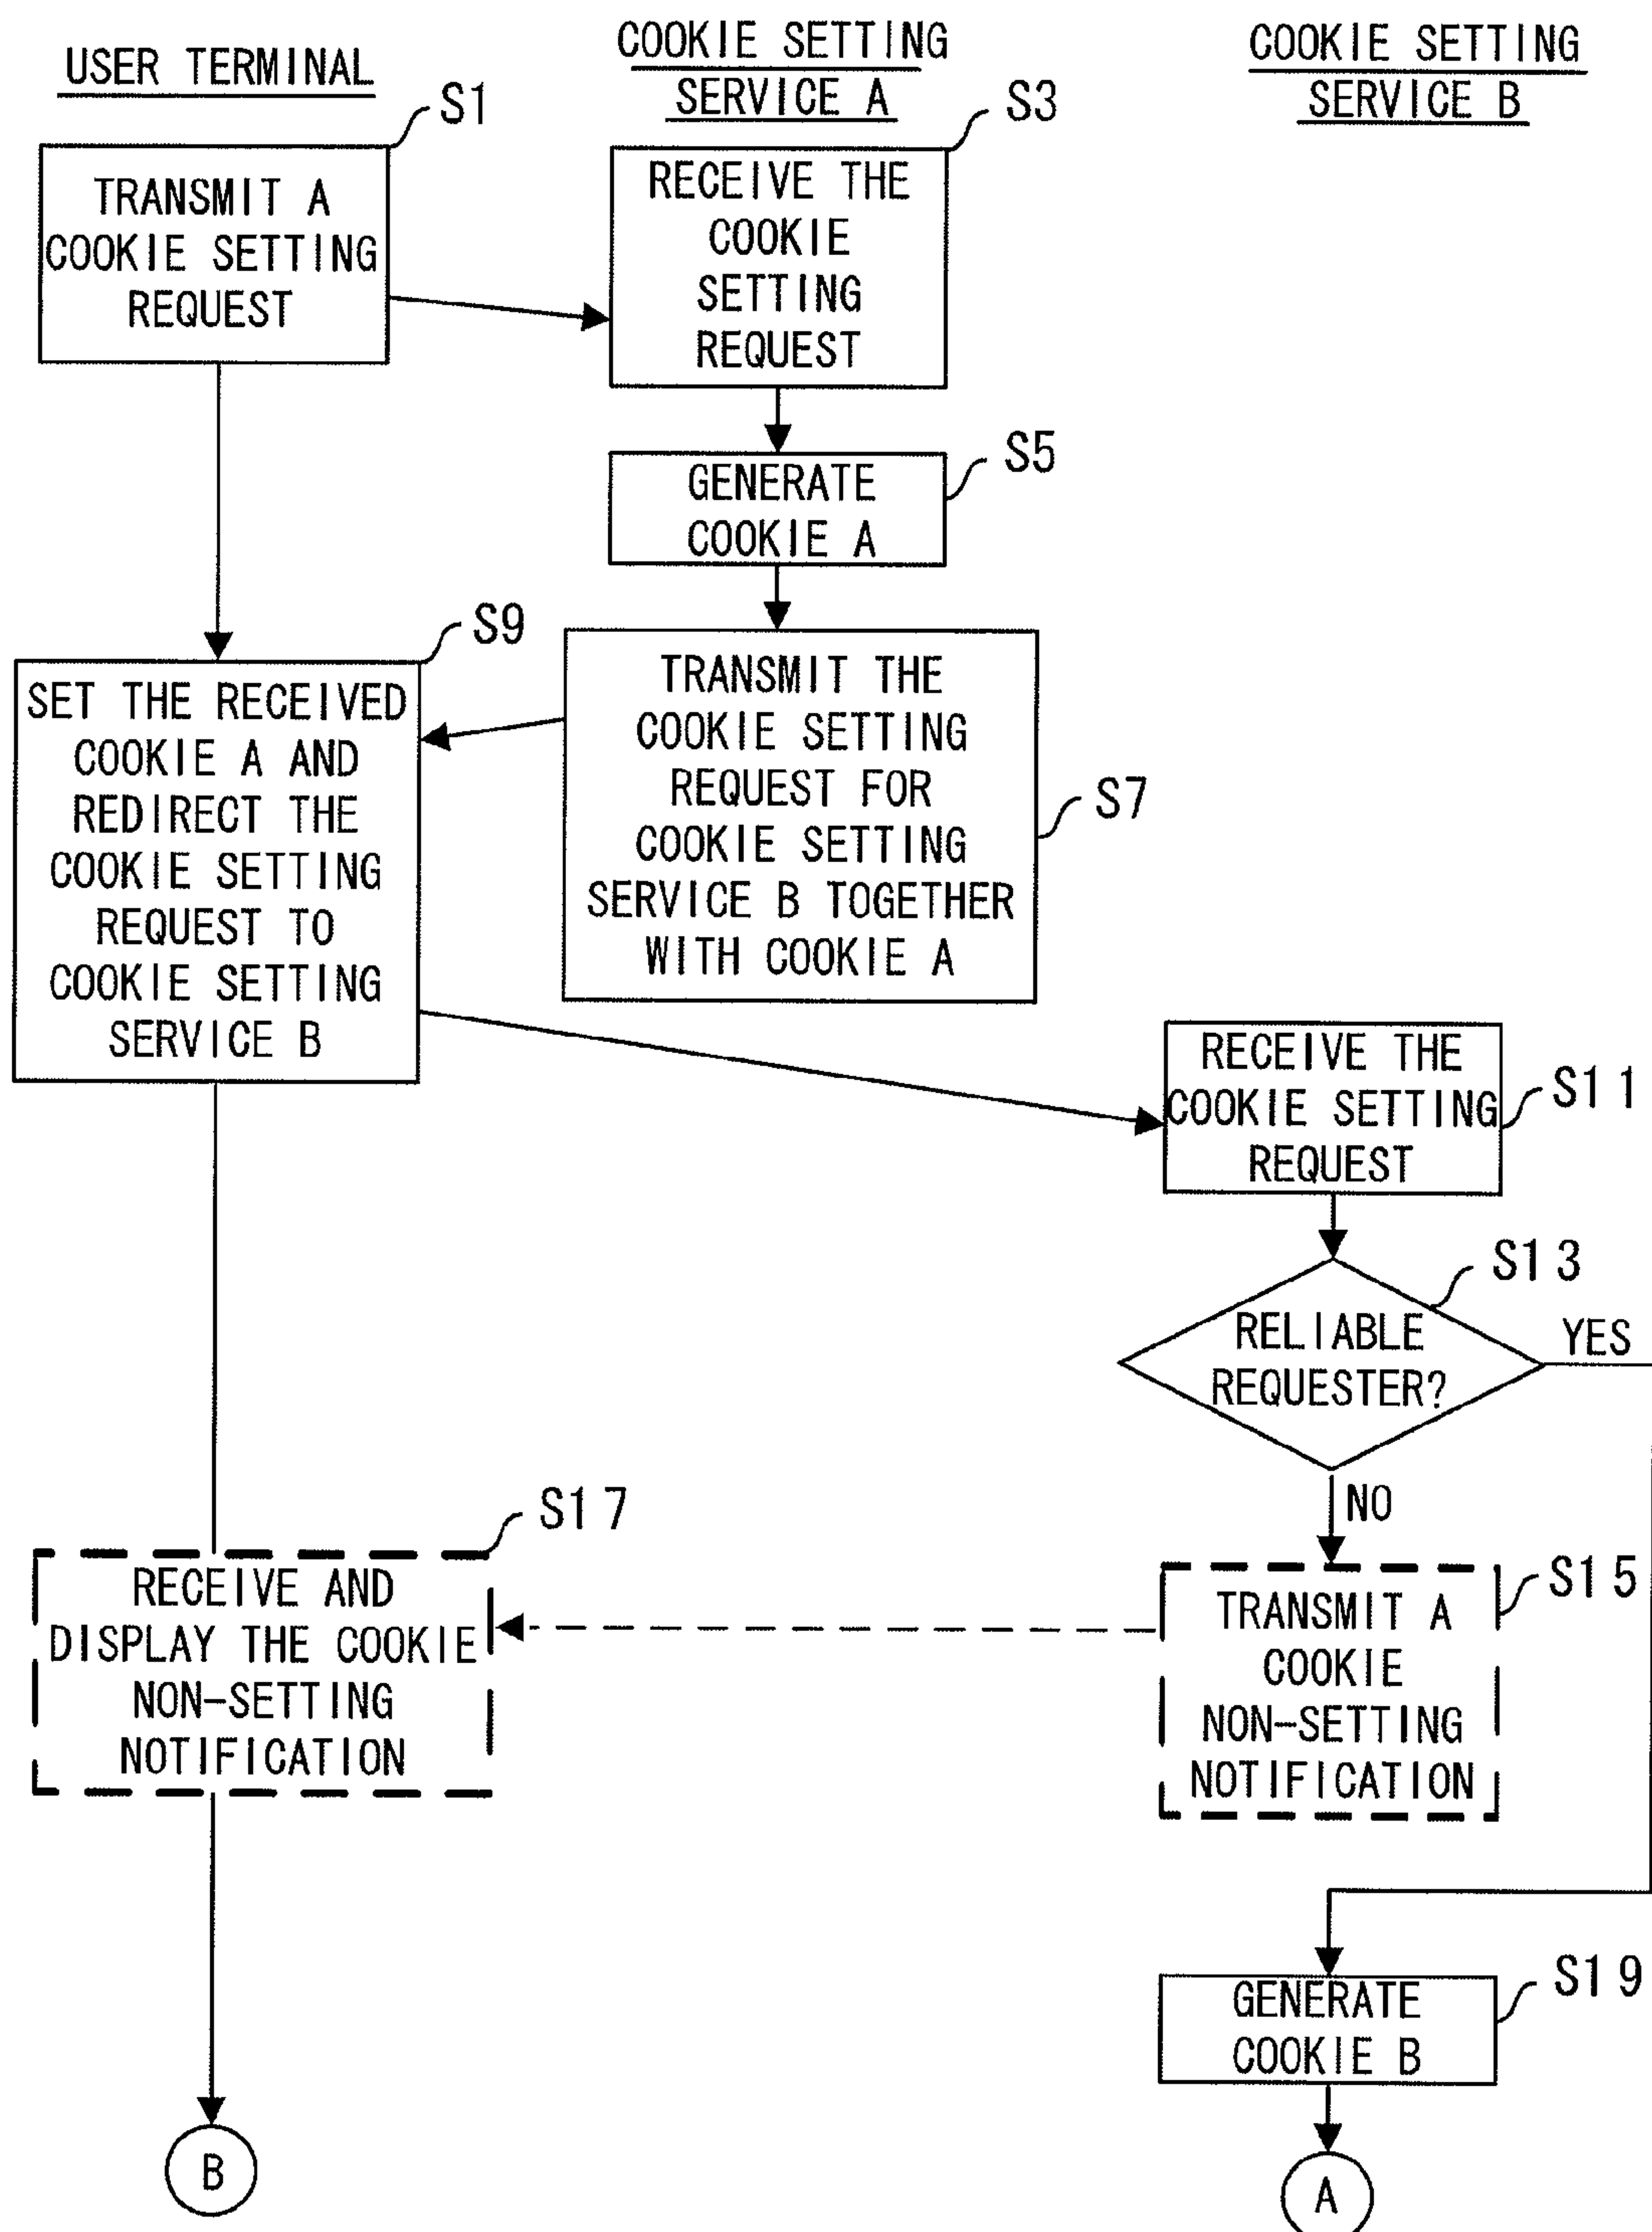 USER TERMINAL
COOKIE SETTING
SERVICE A
COOKIE SETTING
SERVICE B
S1
TRANSMIT A
COOKIE SETTING
REQUEST
S3
RECEIVE THE
COOKIE
SETTING
REQUEST
S5
GENERATE
COOKIE A
S7
TRANSMIT THE
COOKIE SETTING
REQUEST FOR
COOKIE SETTING
SERVICE B TOGETHER
WITH COOKIE A
S9
SET THE RECEIVED
COOKIE A AND
REDIRECT THE
COOKIE SETTING
REQUEST TO
COOKIE SETTING
SERVICE B
S11
RECEIVE THE
COOKIE SETTING
REQUEST
S13
RELIABLE
REQUESTER?
YES
NO
S15
TRANSMIT A
COOKIE
NON-SETTING
NOTIFICATION
S17
RECEIVE AND
DISPLAY THE COOKIE
NON-SETTING
NOTIFICATION
S19
GENERATE
COOKIE B
B
A